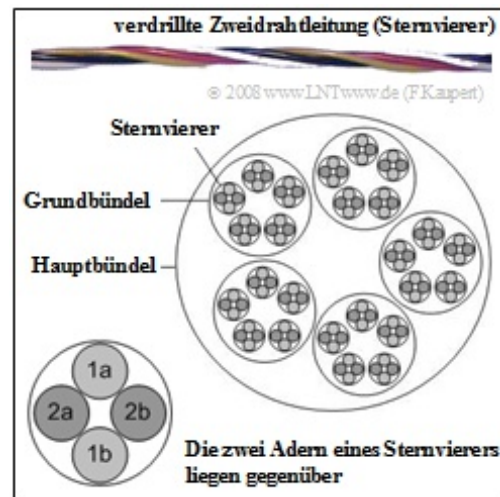 verdrillte Zweidrahtleitung (Sternvierer)
© 2008 www.LNTwww.de (F.Kaupert)
Sternvierer
Grundbündel
Hauptbündel
1a
2a 2b
1b
Die zwei Adern eines Sternvierers
liegen gegenüber